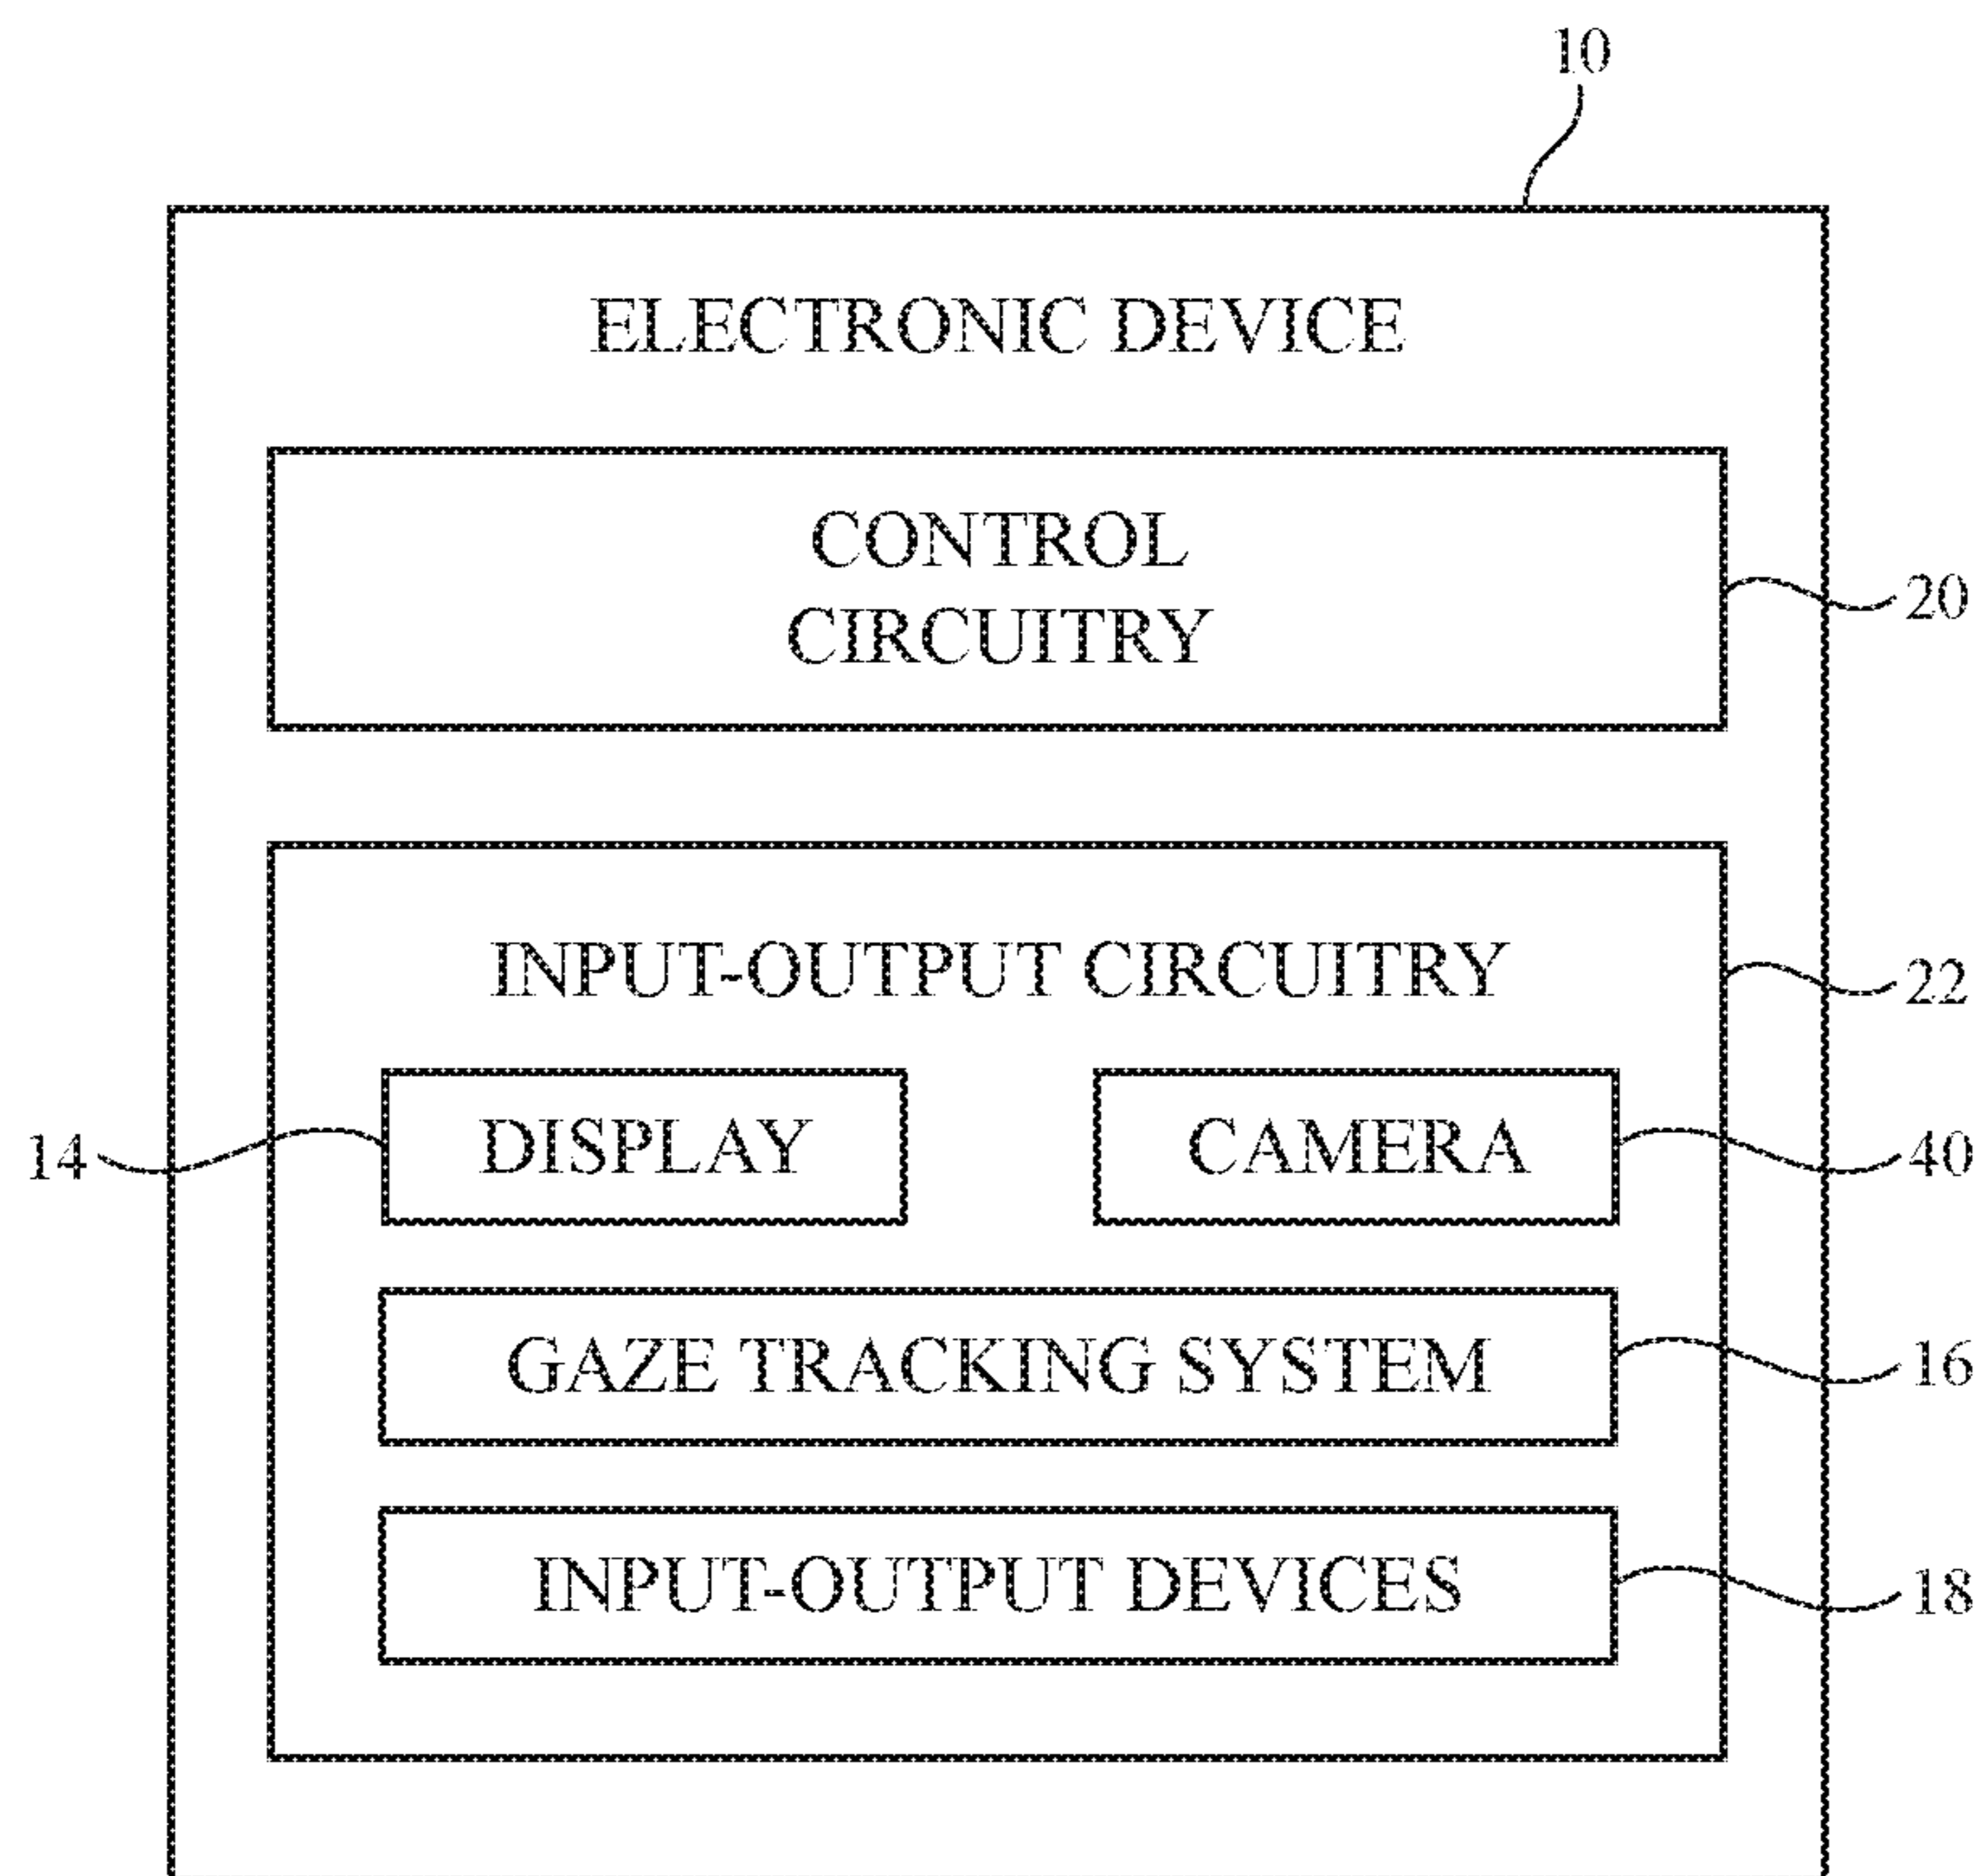 10
ELECTRONIC DEVICE
CONTROL
CIRCUITRY
20
INPUT-OUTPUT CIRCUITRY
22
14
DISPLAY
CAMERA
40
GAZE TRACKING SYSTEM
16
INPUT-OUTPUT DEVICES
18